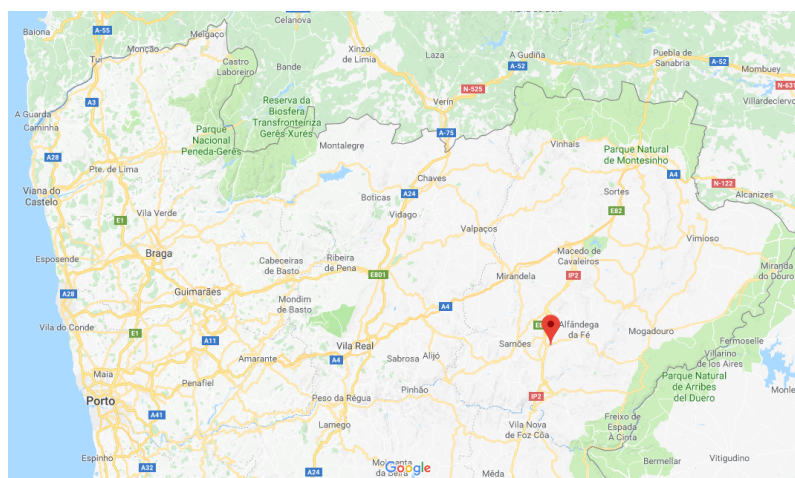 Baiona
A-55
Melgaço
Celanova
Tui
Monção
Castro
Laboreiro
Bande
Xinzo
de Limia
Laza
A Gudiña
A-52
Puebla de
Sanabria
A-52
Mombuey
N-525
N-631
Villardeciervo
A3
Verín
A Guarda
Caminha
Reserva da
Biosfera
Transfronteiriza
Gerês-Xurés
A-75
A28
Parque
Nacional
Peneda-Gerês
Montalegre
Vinhais
Parque Natural
de Montesinho
Pte. de Lima
Chaves
A4
N-122
Viana do
Castelo
Boticas
A24
Sortes
Alcanizes
E1
Vila Verde
Vidago
E82
Valpaços
Vimioso
Esposende
Braga
Cabeceiras
de Basto
Ribeira
de Pena
Macedo de
Cavaleiros
E801
Mirandela
IP2
Miranda
do Douro
A28
Guimarães
Mondim
de Basto
A4
Vila do Conde
E1
A11
Alfândega
da Fé
Mogadouro
Vila Real
Samões
Fermoselle
Amarante
A4
Sabrosa
Alijó
Villarino
de los Aires
Maia
Penafiel
Pinhão
Parque Natural
de Arribes
del Duero
Porto
Peso da Régua
IP2
A41
Lamego
Vila Nova
de Foz Côa
Freixo de
Espada
À Cinta
Espinho
A32
A24
Google
Mêda
Bermellar
Vitigudino